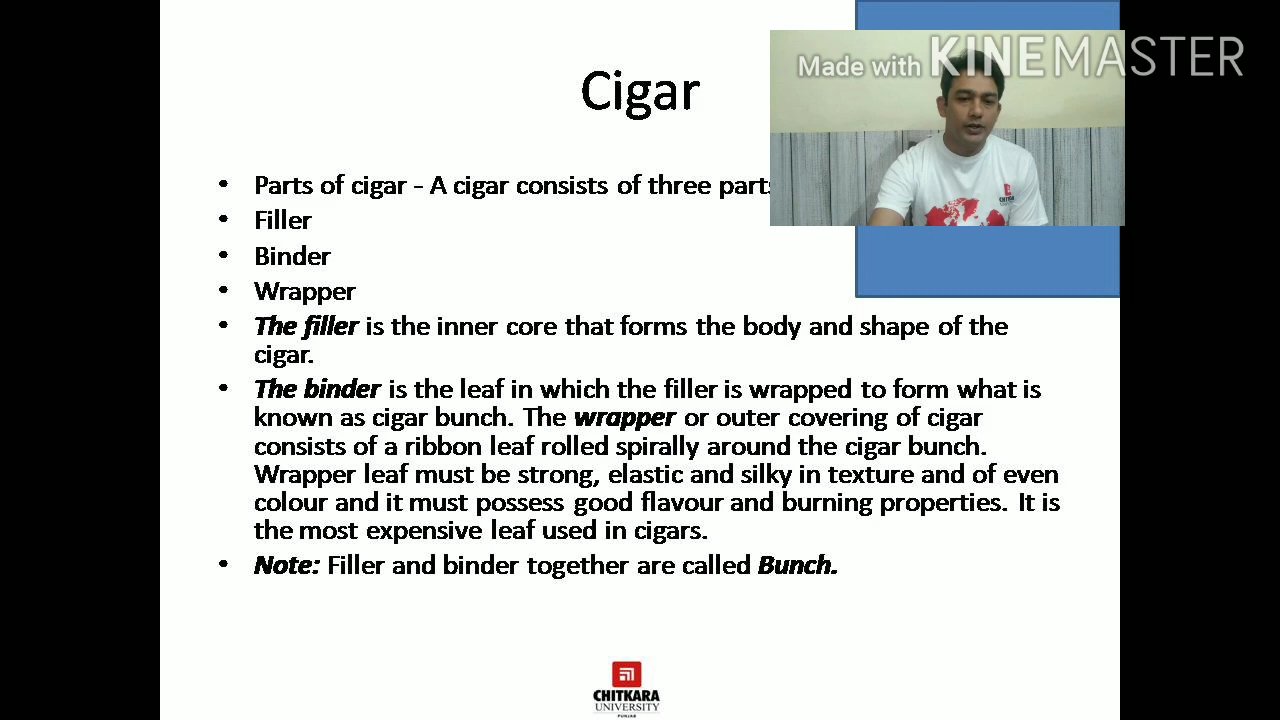 Made with KINEMASTER
Cigar
• Parts of cigar - A cigar consists of three parts
• Filler
• Binder
• Wrapper
• The filler is the inner core that forms the body and shape of the
cigar.
• The binder is the leaf in which the filler is wrapped to form what is
known as cigar bunch. The wrapper or outer covering of cigar
consists of a ribbon leaf rolled spirally around the cigar bunch.
Wrapper leaf must be strong, elastic and silky in texture and of even
colour and it must possess good flavour and burning properties. It is
the most expensive leaf used in cigars.
• Note: Filler and binder together are called Bunch.
CHITKARA
UNIVERSITY
PUNJAB